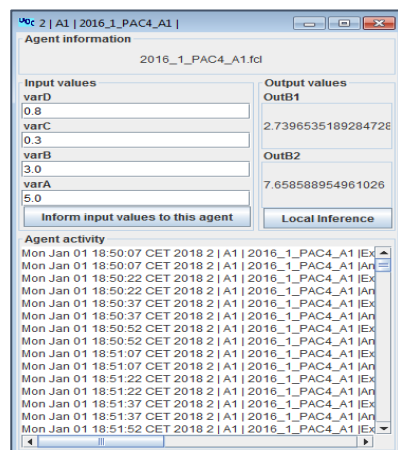 UOC 2 | A1 | 2016_1_PAC4_A1 |
Agent information
2016_1_PAC4_A1.fcl
Input values
varD
0.8
varC
0.3
varB
3.0
varA
5.0
Inform input values to this agent
Output values
OutB1
2.7396535189284728
OutB2
7.658588954961026
Local Inference
Agent activity
Mon Jan 01 18:50:07 CET 2018 2 | A1 | 2016_1_PAC4_A1 |Ex
Mon Jan 01 18:50:07 CET 2018 2 | A1 | 2016_1_PAC4_A1 |An
Mon Jan 01 18:50:22 CET 2018 2 | A1 | 2016_1_PAC4_A1 |Ex
Mon Jan 01 18:50:22 CET 2018 2 | A1 | 2016_1_PAC4_A1 |An
Mon Jan 01 18:50:37 CET 2018 2 | A1 | 2016_1_PAC4_A1 |Ex
Mon Jan 01 18:50:37 CET 2018 2 | A1 | 2016_1_PAC4_A1 |An
Mon Jan 01 18:50:52 CET 2018 2 | A1 | 2016_1_PAC4_A1 |Ex
Mon Jan 01 18:50:52 CET 2018 2 | A1 | 2016_1_PAC4_A1 |An
Mon Jan 01 18:51:07 CET 2018 2 | A1 | 2016_1_PAC4_A1 |Ex
Mon Jan 01 18:51:07 CET 2018 2 | A1 | 2016_1_PAC4_A1 |An
Mon Jan 01 18:51:22 CET 2018 2 | A1 | 2016_1_PAC4_A1 |Ex
Mon Jan 01 18:51:22 CET 2018 2 | A1 | 2016_1_PAC4_A1 |An
Mon Jan 01 18:51:37 CET 2018 2 | A1 | 2016_1_PAC4_A1 |Ex
Mon Jan 01 18:51:37 CET 2018 2 | A1 | 2016_1_PAC4_A1 |An
Mon Jan 01 18:51:52 CET 2018 2 | A1 | 2016_1_PAC4_A1 |Ex